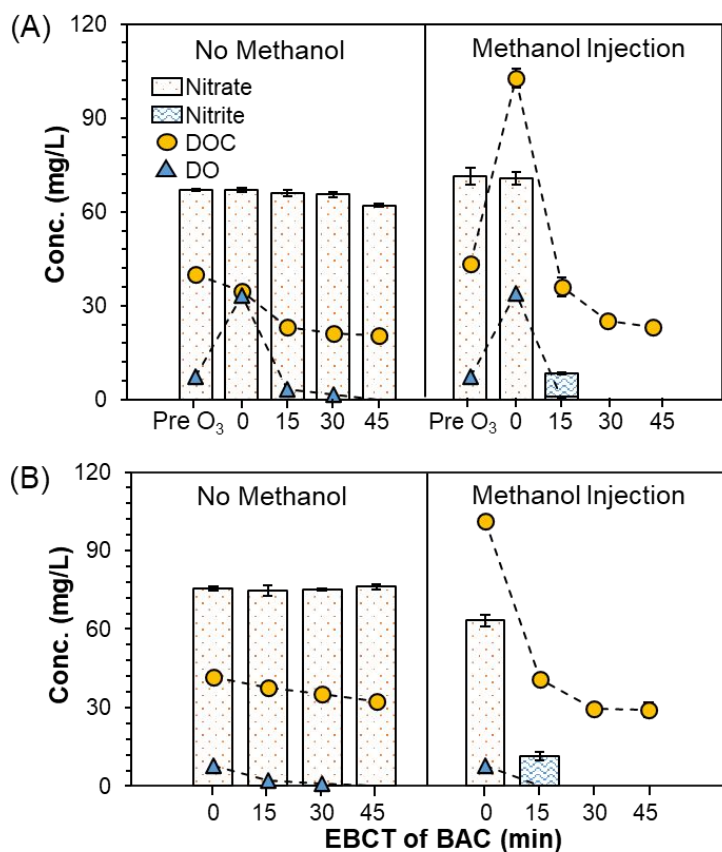 (A)
120
90
60
30
0
Conc. (mg/L)
No Methanol
Methanol Injection
Nitrate
Nitrite
DOC
DO
Pre O₃ 0 15 30 45 Pre O₃ 0 15 30 45
(B)
120
90
60
30
0
Conc. (mg/L)
No Methanol
Methanol Injection
0 15 30 45 0 15 30 45
EBCT of BAC (min)